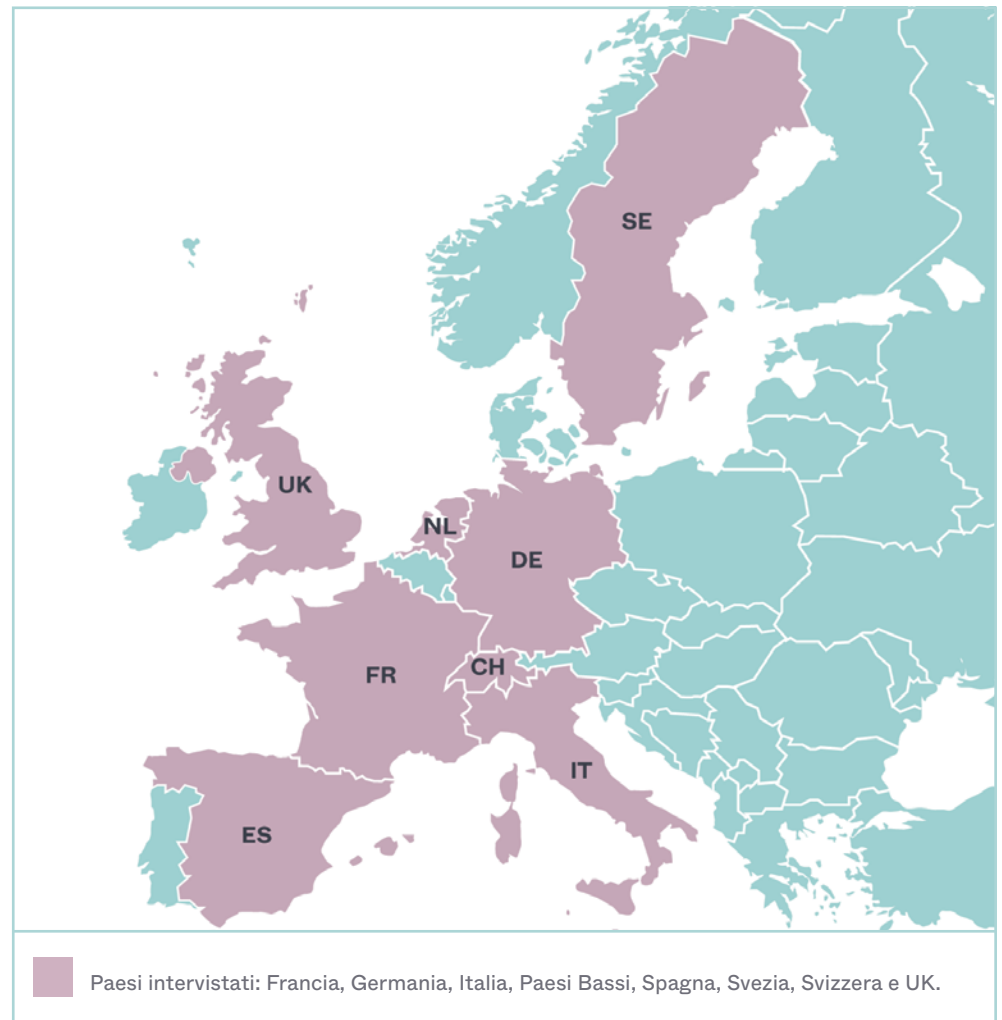 SE
UK
NL
DE
FR
CH
IT
ES
Paesi intervistati: Francia, Germania, Italia, Paesi Bassi, Spagna, Svezia, Svizzera e UK.